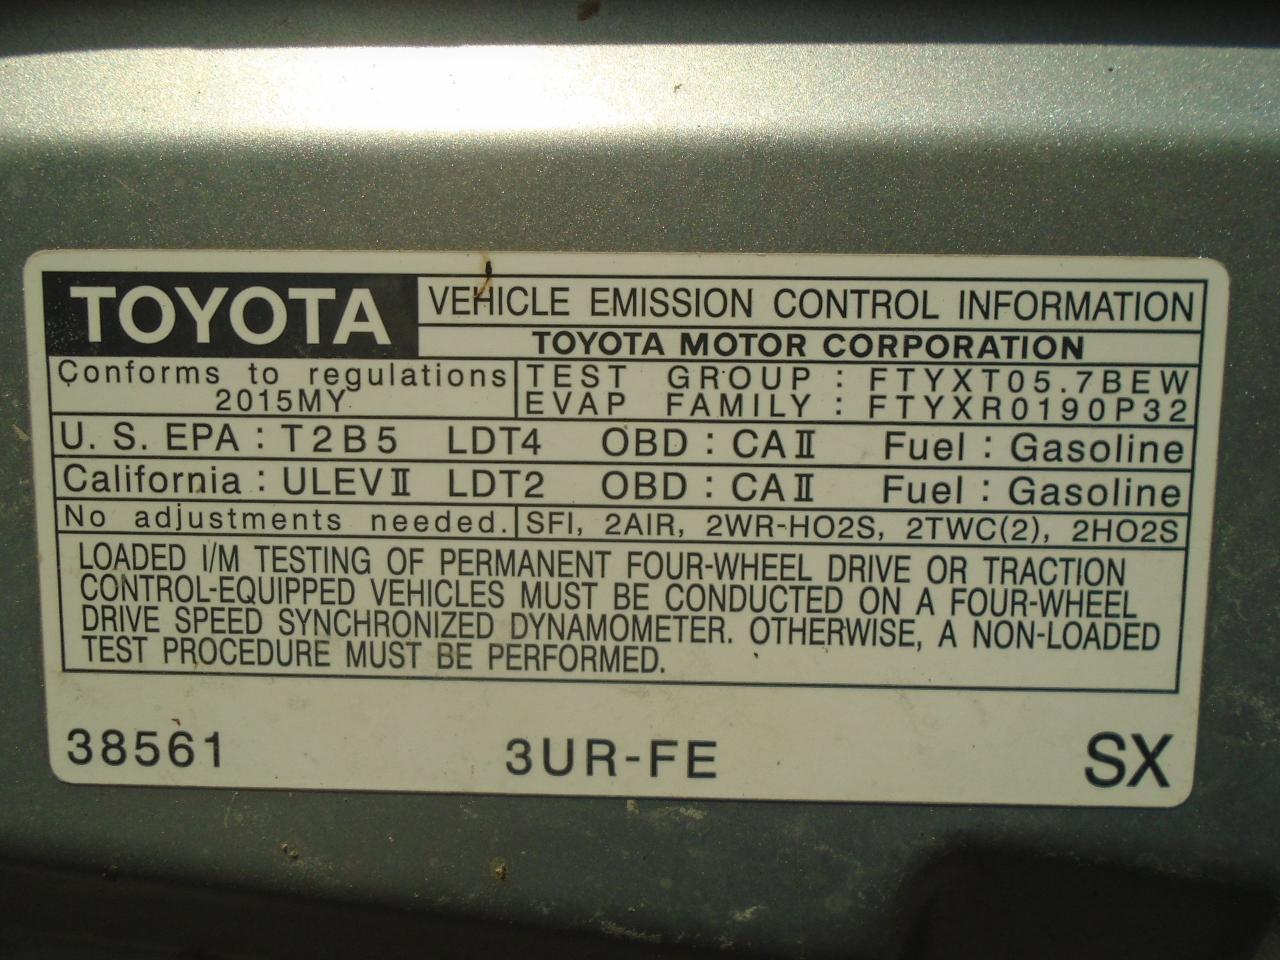 TOYOTA
VEHICLE EMISSION CONTROL INFORMATION
TOYOTA MOTOR CORPORATION
Conforms to regulations
2015MY
TEST GROUP : FTYXT05.7BEW
EVAP FAMILY : FTYXR0190P32
U. S. EPA : T2B5 LDT4 OBD : CAⅡ Fuel : Gasoline
California : ULEVⅡ LDT2 OBD : CAⅡ Fuel : Gasoline
No adjustments needed.
SFI, 2AIR, 2WR-HO2S, 2TWC(2), 2HO2S
LOADED I/M TESTING OF PERMANENT FOUR-WHEEL DRIVE OR TRACTION
CONTROL-EQUIPPED VEHICLES MUST BE CONDUCTED ON A FOUR-WHEEL
DRIVE SPEED SYNCHRONIZED DYNAMOMETER. OTHERWISE, A NON-LOADED
TEST PROCEDURE MUST BE PERFORMED.
38561 3UR-FE SX